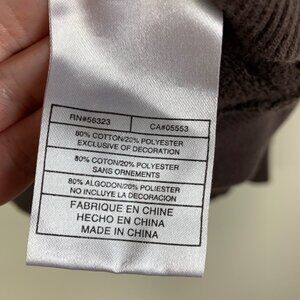 RN#56323 CA#05553
80% COTTON/20% POLYESTER
EXCLUSIVE OF DECORATION
80% COTON/20% POLYESTER
SANS ORNEMENTS
80% ALGODON/20% POLIESTER
NO INCLUYE LA DECORACION
FABRIQUE EN CHINE
HECHO EN CHINA
MADE IN CHINA